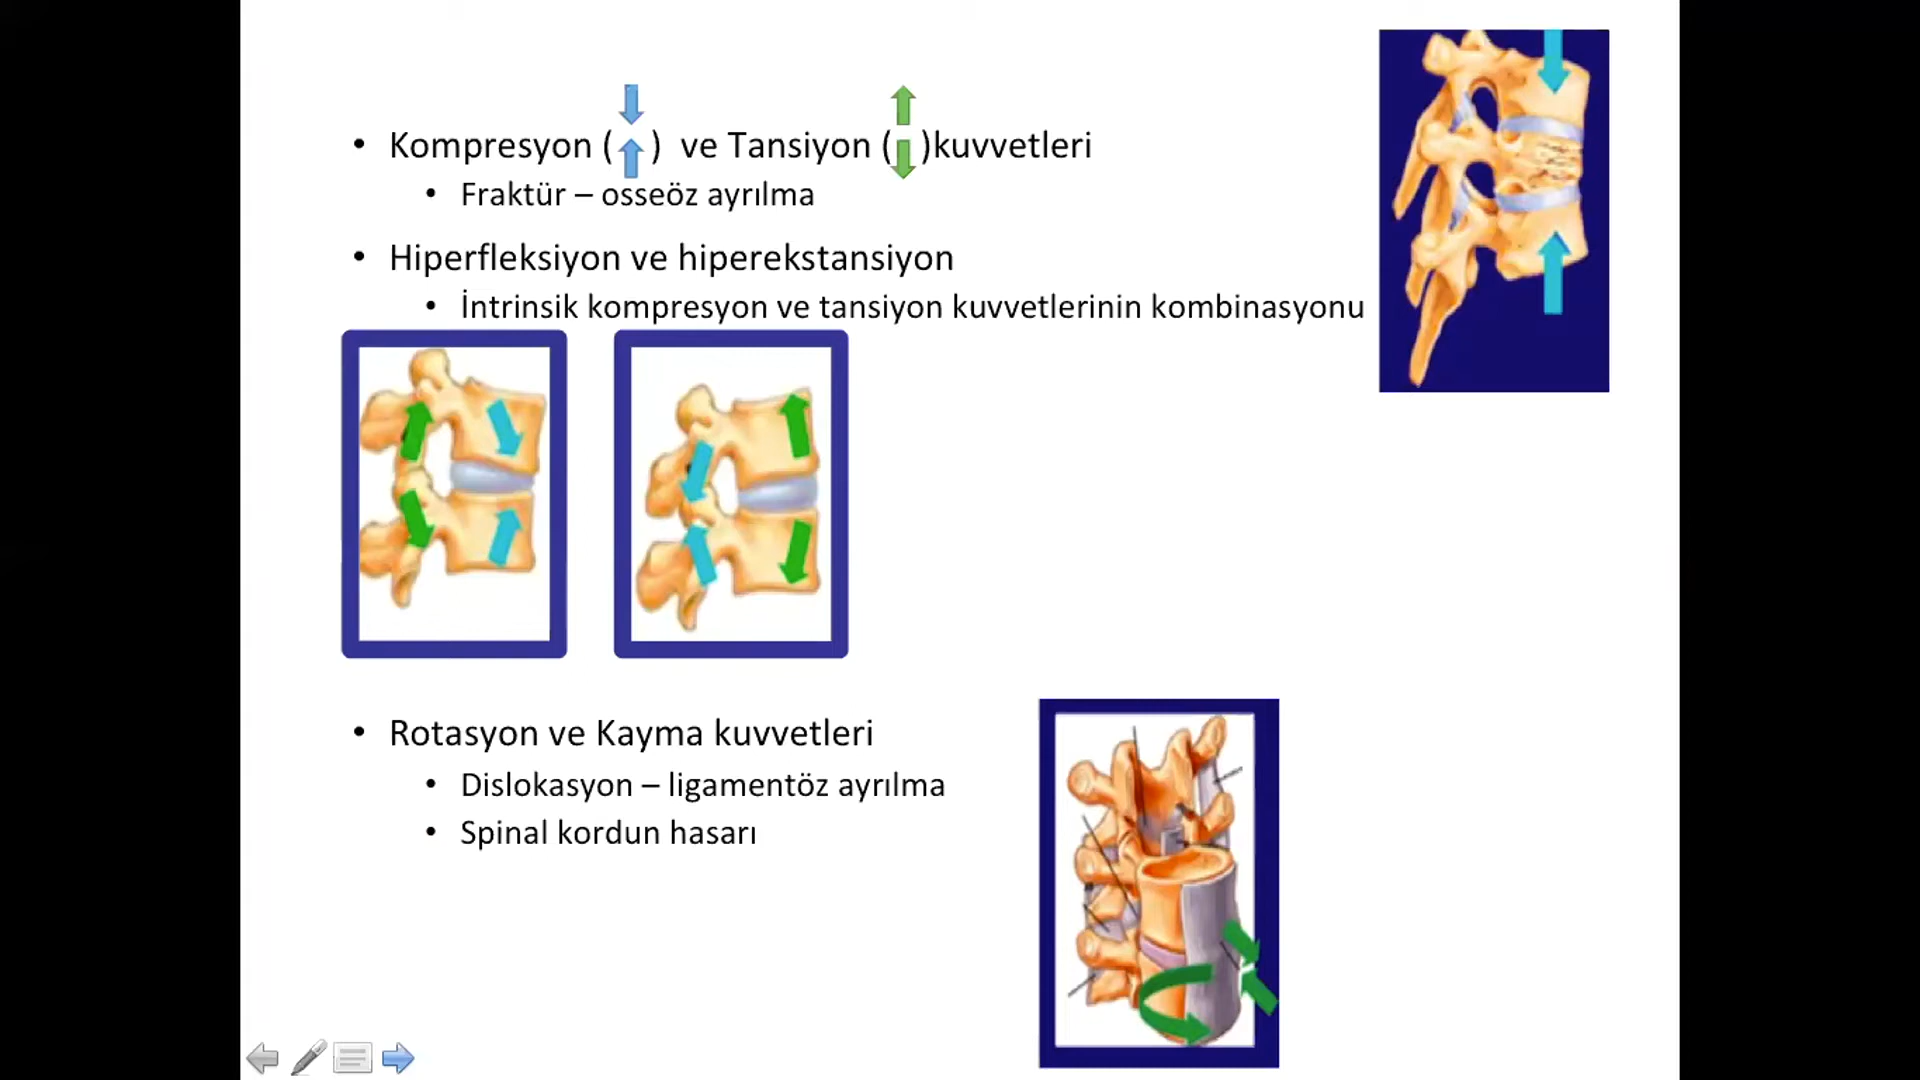 • Kompresyon ( ) ve Tansiyon ( )kuvvetleri
• Fraktür – osseöz ayrılma
• Hiperfleksiyon ve hiperekstansiyon
• İntrinsik kompresyon ve tansiyon kuvvetlerinin kombinasyonu
• Rotasyon ve Kayma kuvvetleri
• Dislokasyon – ligamentöz ayrılma
• Spinal kordun hasarı